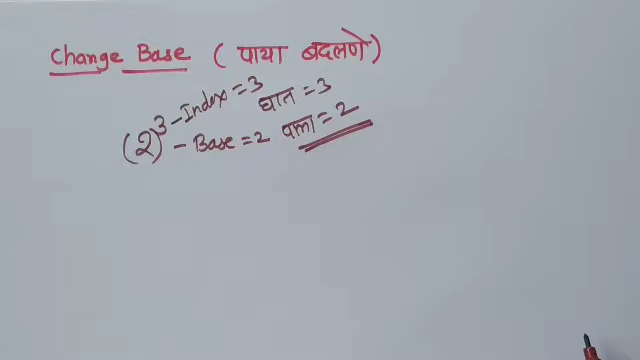 Change Base (पाया बदलणे)
(2)³ - Index = 3 घात = 3
- Base = 2 पाया = 2